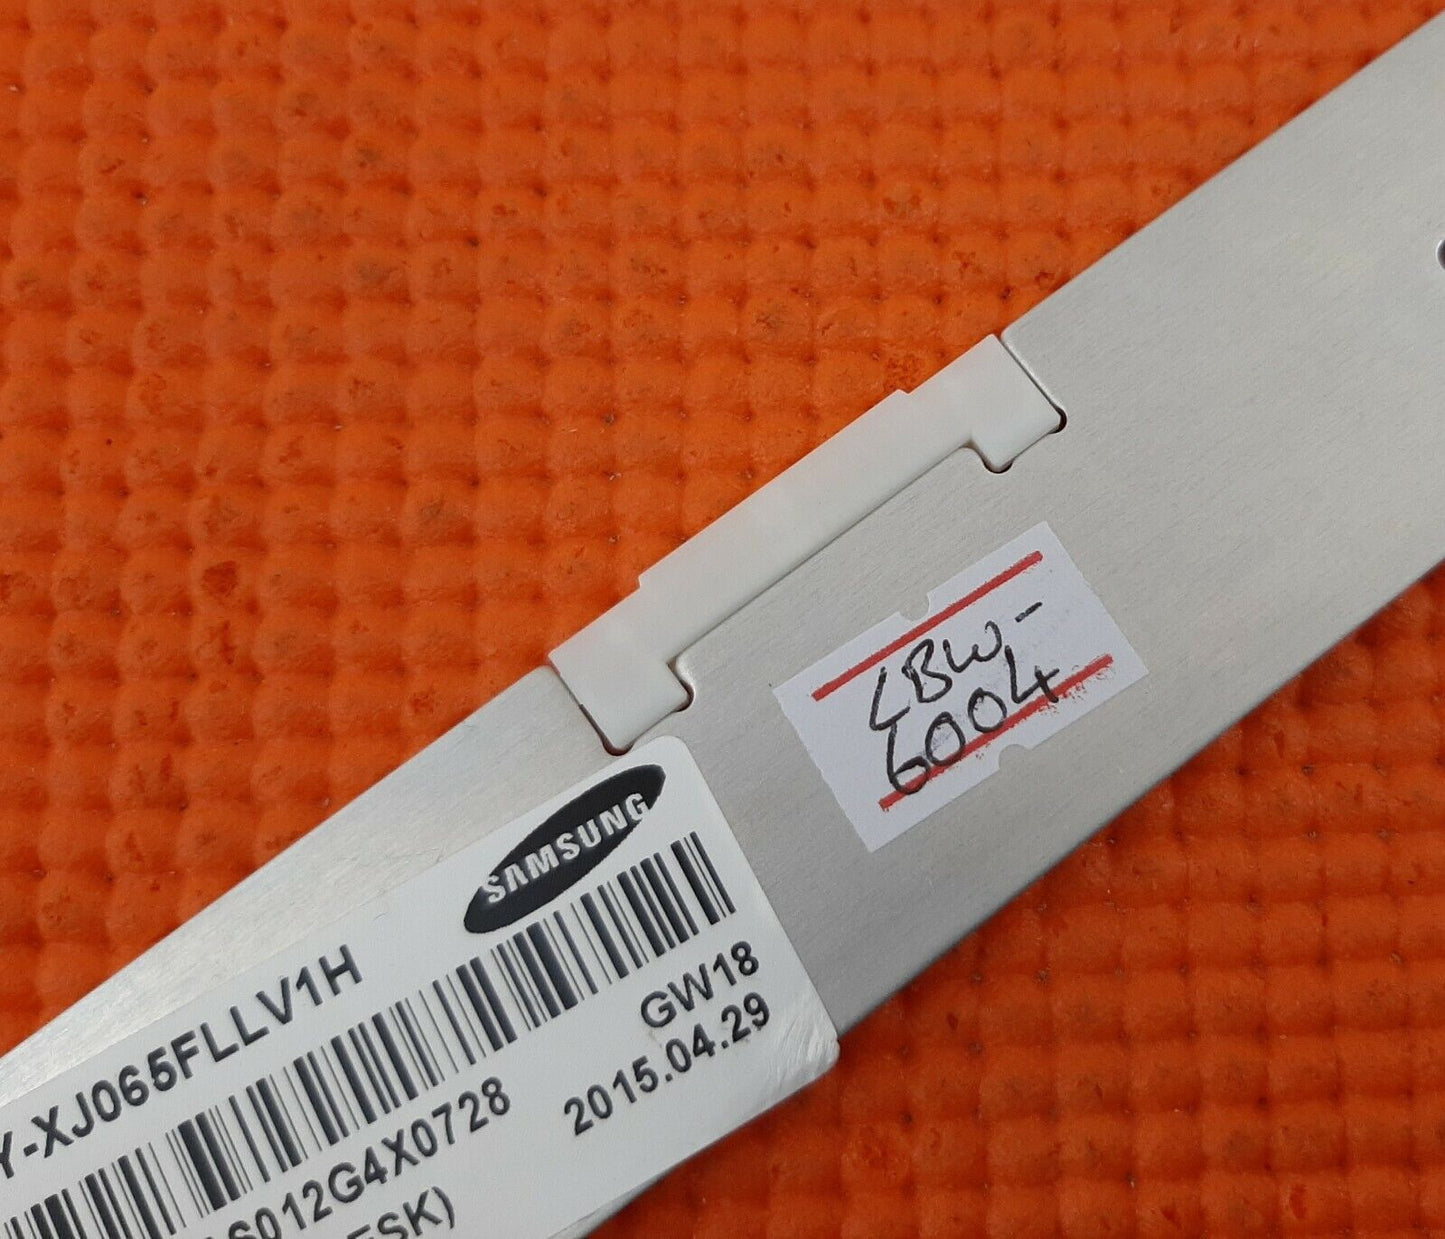 LBW-
6004
SAMSUNG
Y-XJ065FLLV1H
GW18
2015.04.29
S012G4X0728
ESK)